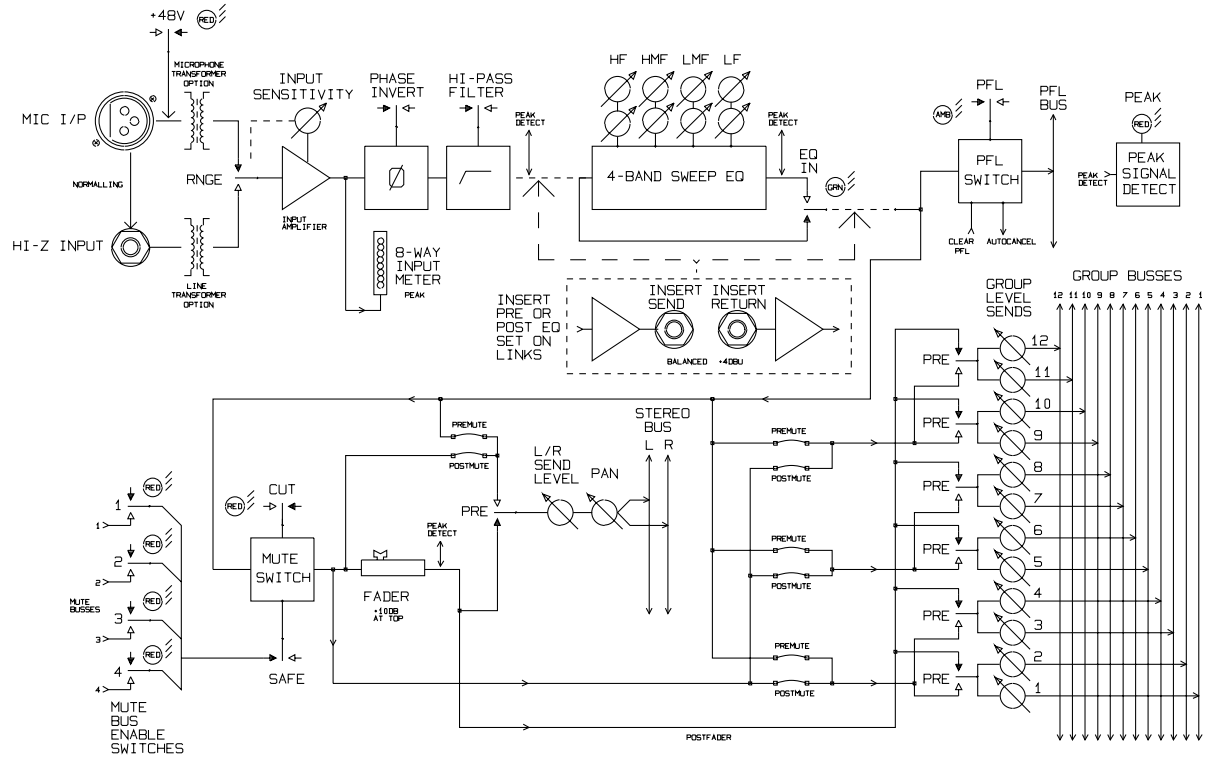 +48V
RED
MICROPHONE
TRANSFORMER
OPTION
MIC I/P
NORMALLING
HI-Z INPUT
LINE
TRANSFORMER
OPTION
RNGE
INPUT
SENSITIVITY
INPUT
AMPLIFIER
PHASE
INVERT
Ø
HI-PASS
FILTER
8-WAY
INPUT
METER
PEAK
PEAK
DETECT
HF HMF LMF LF
4-BAND SWEEP EQ
PEAK
DETECT
EQ
IN
GRN
INSERT
PRE OR
POST EQ
SET ON
LINKS
INSERT
SEND
INSERT
RETURN
BALANCED +4DBU
AMB
PFL
PFL
SWITCH
CLEAR
PFL
AUTOCANCEL
PFL
BUS
PEAK
RED
PEAK
SIGNAL
DETECT
PEAK
DETECT
GROUP
LEVEL
SENDS
GROUP BUSSES
12 11 10 9 8 7 6 5 4 3 2 1
PRE
12
11
PRE
10
9
PRE
8
7
PRE
6
5
PRE
4
3
PRE
2
1
PREMUTE
POSTMUTE
STEREO
BUS
L R
L/R
SEND
LEVEL
PAN
PRE
PEAK
DETECT
PREMUTE
POSTMUTE
PREMUTE
POSTMUTE
PREMUTE
POSTMUTE
RED
1
1
RED
2
2
MUTE
BUSSES
RED
3
3
RED
4
4
MUTE
BUS
ENABLE
SWITCHES
RED
CUT
MUTE
SWITCH
SAFE
FADER
+10DB
AT TOP
POSTFADER